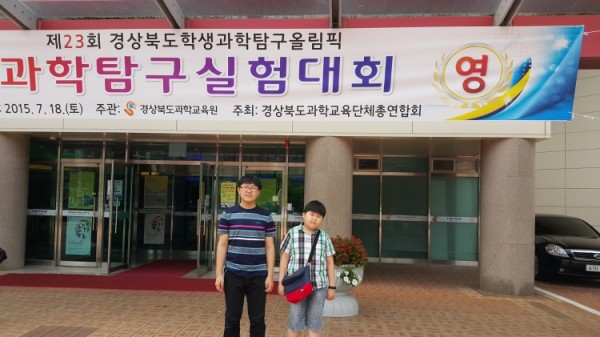 제23회 경상북도학생과학탐구올림픽
과학탐구실험대회
영
2015. 7. 18.(토) 주관: 경상북도과학교육원 주최: 경상북도과학교육단체총연합회